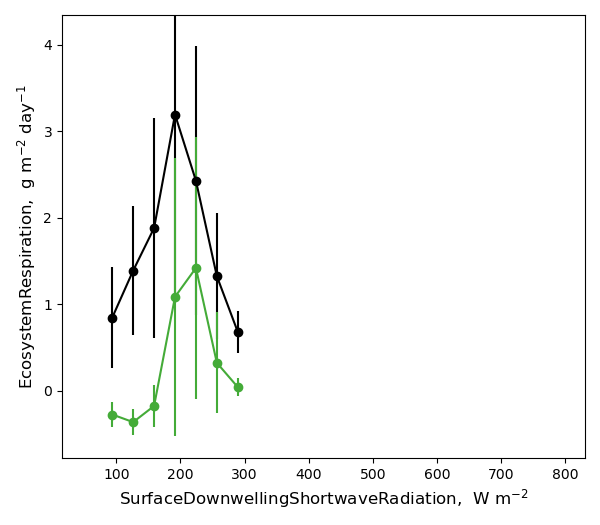 4
3
2
1
0
EcosystemRespiration, g m⁻² day⁻¹
100 200 300 400 500 600 700 800
SurfaceDownwellingShortwaveRadiation, W m⁻²